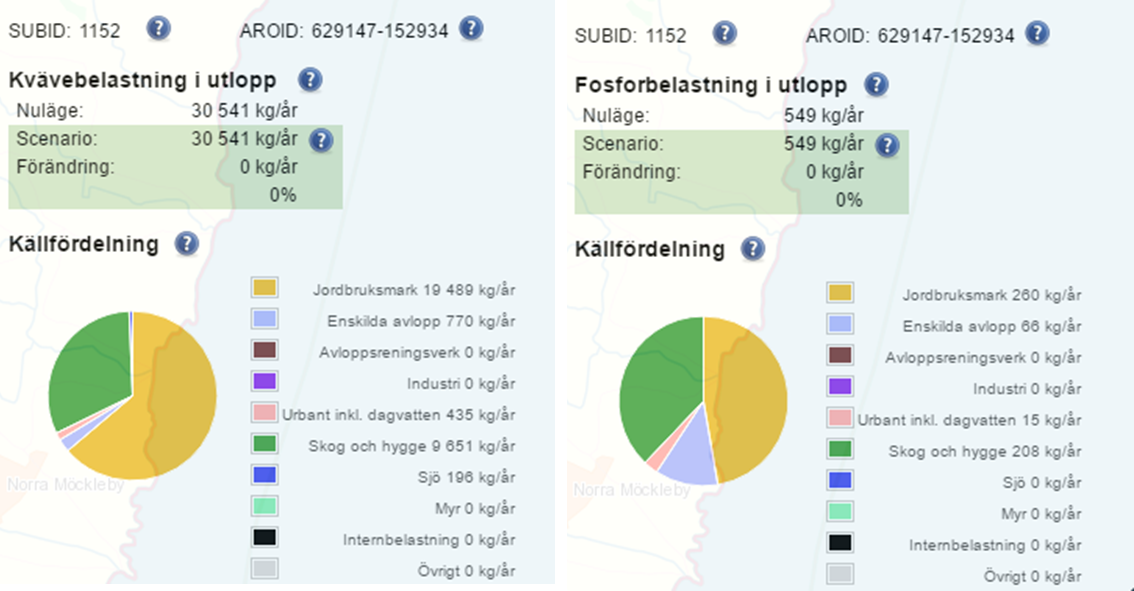 SUBID: 1152 ? AROID: 629147-152934 ?
Kvävebelastning i utlopp ?
Nuläge: 30 541 kg/år
Scenario: 30 541 kg/år ?
Förändring: 0 kg/år
0%
Källfördelning ?
Jordbruksmark 19 489 kg/år
Enskilda avlopp 770 kg/år
Avloppsreningsverk 0 kg/år
Industri 0 kg/år
Urbant inkl. dagvatten 435 kg/år
Skog och hygge 9 651 kg/år
Sjö 196 kg/år
Myr 0 kg/år
Internbelastning 0 kg/år
Övrigt 0 kg/år
Norra Möckleby
SUBID: 1152 ? AROID: 629147-152934 ?
Fosforbelastning i utlopp ?
Nuläge: 549 kg/år
Scenario: 549 kg/år ?
Förändring: 0 kg/år
0%
Källfördelning ?
Jordbruksmark 260 kg/år
Enskilda avlopp 66 kg/år
Avloppsreningsverk 0 kg/år
Industri 0 kg/år
Urbant inkl. dagvatten 15 kg/år
Skog och hygge 208 kg/år
Sjö 0 kg/år
Myr 0 kg/år
Internbelastning 0 kg/år
Övrigt 0 kg/år
Norra Möckleby